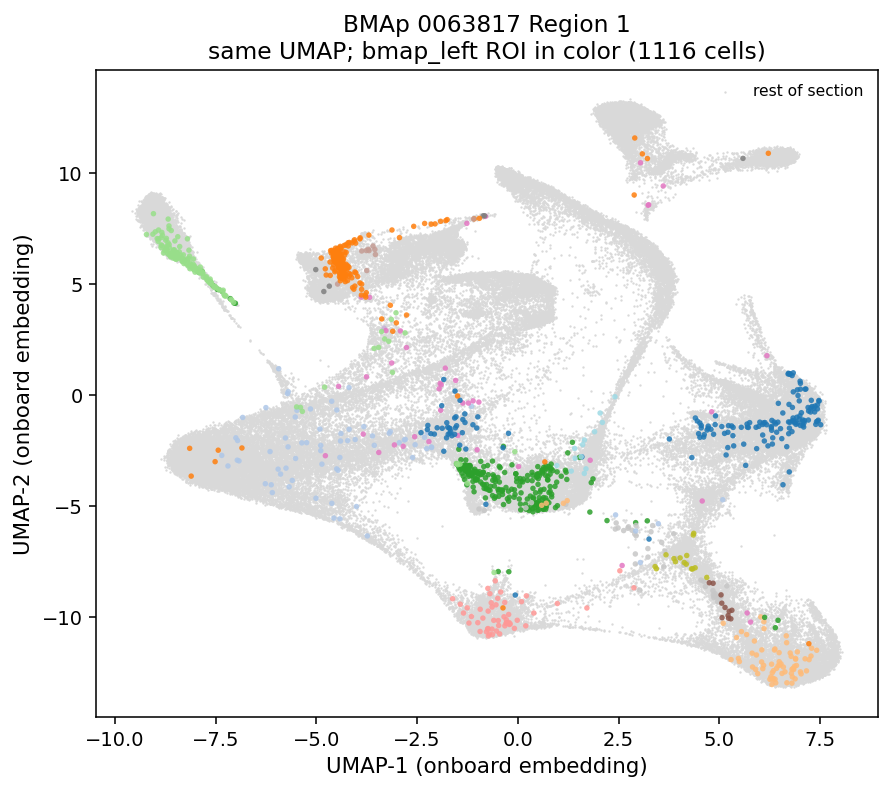 BMAp 0063817 Region 1
same UMAP; bmap_left ROI in color (1116 cells)
rest of section
10
5
0
−5
−10
UMAP-2 (onboard embedding)
−10.0 −7.5 −5.0 −2.5 0.0 2.5 5.0 7.5
UMAP-1 (onboard embedding)